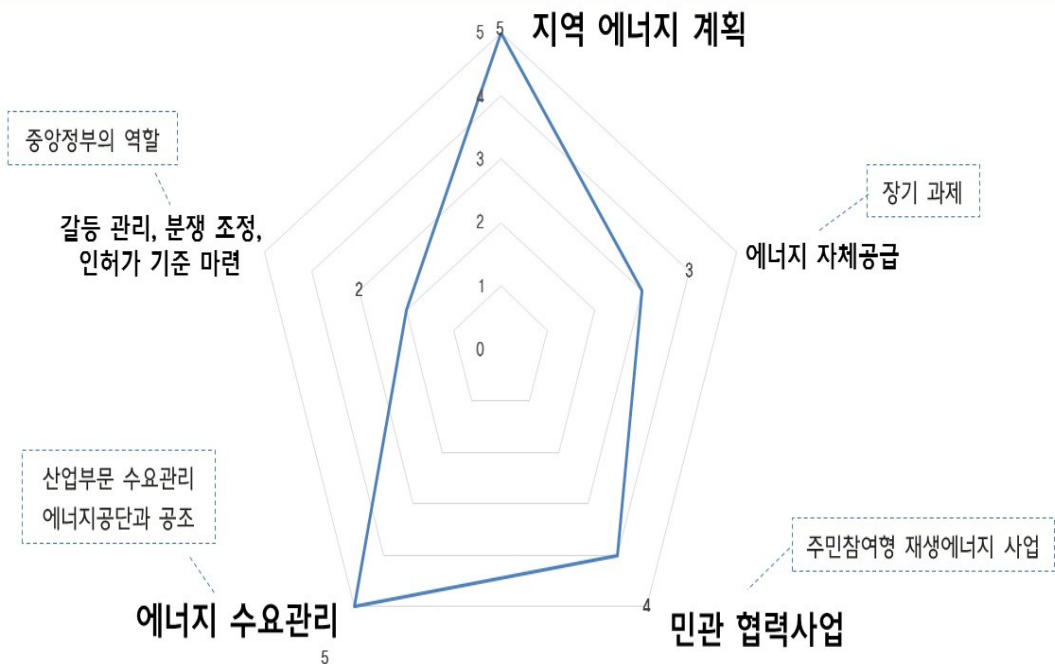 지역 에너지 계획
5
5
4
3
2
1
0
중앙정부의 역할
갈등 관리, 분쟁 조정,
인허가 기준 마련
2
장기 과제
에너지 자체공급
3
산업부문 수요관리
에너지공단과 공조
에너지 수요관리
5
주민참여형 재생에너지 사업
민관 협력사업
4